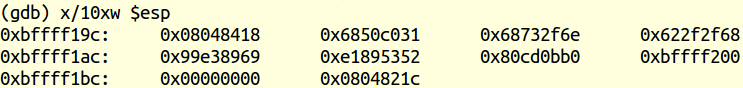 (gdb) x/10xw $esp
0xbffff19c: 0x08048418 0x6850c031 0x68732f6e 0x622f2f68
0xbffff1ac: 0x99e38969 0xe1895352 0x80cd0bb0 0xbffff200
0xbffff1bc: 0x00000000 0x0804821c